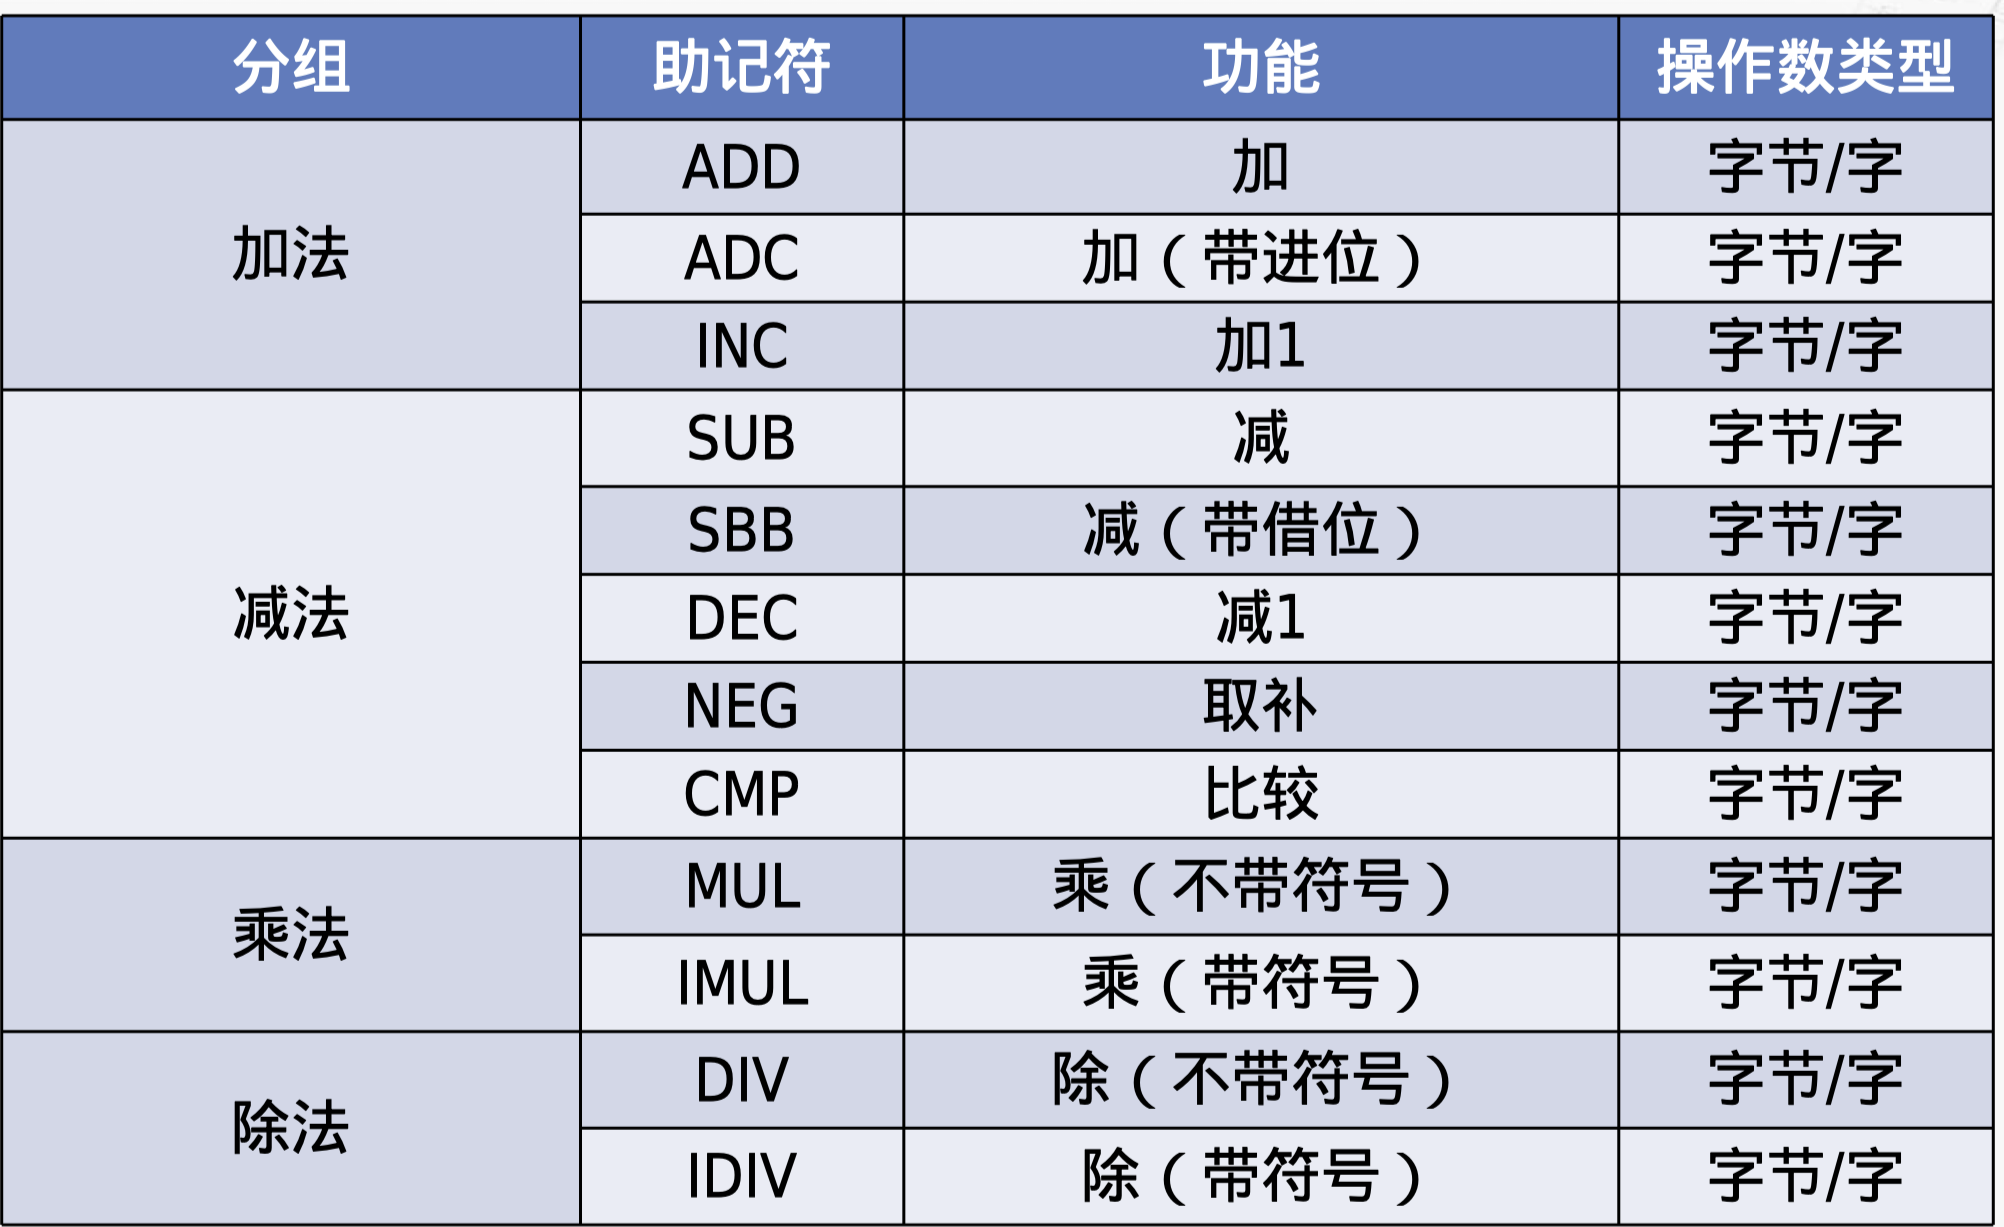 分组 助记符 功能 操作数类型
加法 ADD 加 字节/字
ADC 加（带进位） 字节/字
INC 加1 字节/字
减法 SUB 减 字节/字
SBB 减（带借位） 字节/字
DEC 减1 字节/字
NEG 取补 字节/字
CMP 比较 字节/字
乘法 MUL 乘（不带符号） 字节/字
IMUL 乘（带符号） 字节/字
除法 DIV 除（不带符号） 字节/字
IDIV 除（带符号） 字节/字